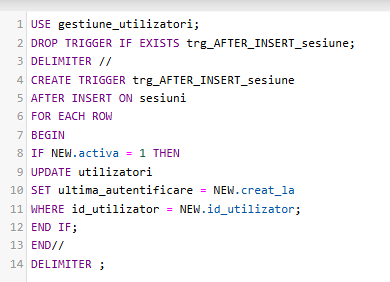 1 USE gestiune_utilizatori;
2 DROP TRIGGER IF EXISTS trg_AFTER_INSERT_sesiune;
3 DELIMITER //
4 CREATE TRIGGER trg_AFTER_INSERT_sesiune
5 AFTER INSERT ON sesiuni
6 FOR EACH ROW
7 BEGIN
8 IF NEW.activa = 1 THEN
9 UPDATE utilizatori
10 SET ultima_autentificare = NEW.creat_la
11 WHERE id_utilizator = NEW.id_utilizator;
12 END IF;
13 END//
14 DELIMITER ;